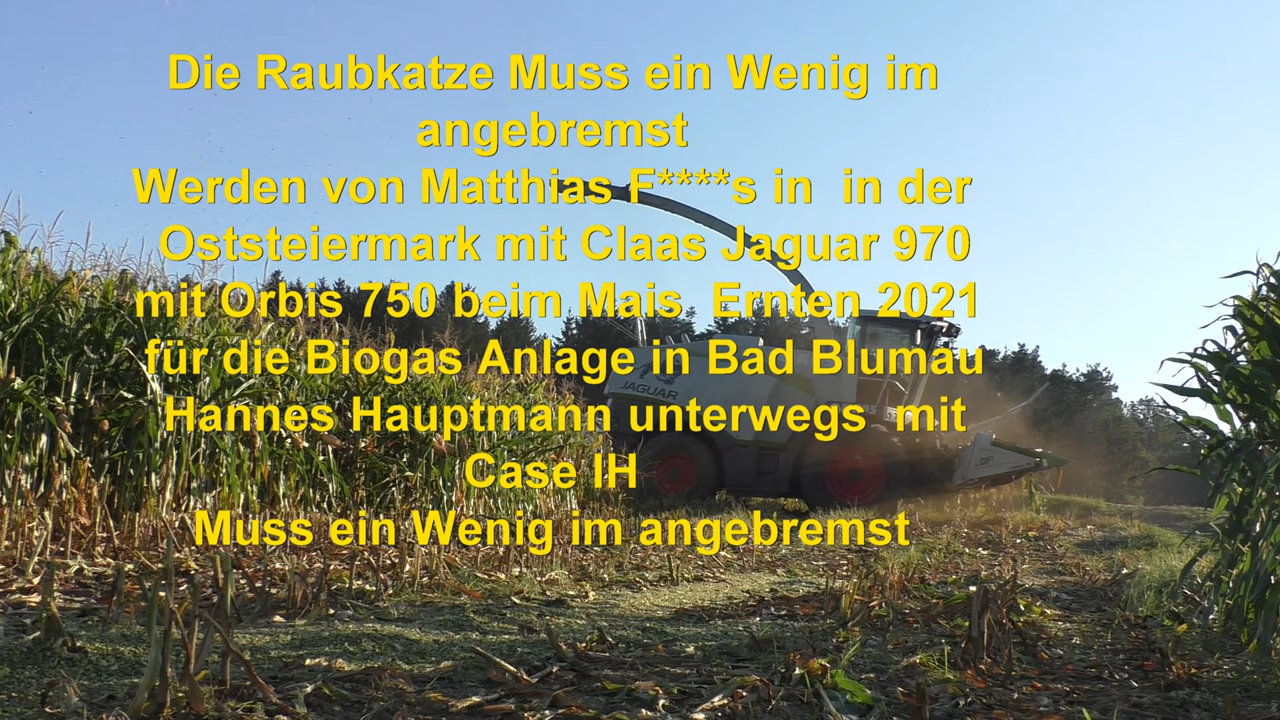 Die Raubkatze Muss ein Wenig im
angebremst
Werden von Matthias F****s in  in der
Oststeiermark mit Claas Jaguar 970
mit Orbis 750 beim Mais  Ernten 2021
für die Biogas Anlage in Bad Blumau
Hannes Hauptmann unterwegs  mit
Case IH
Muss ein Wenig im angebremst
JAGUAR